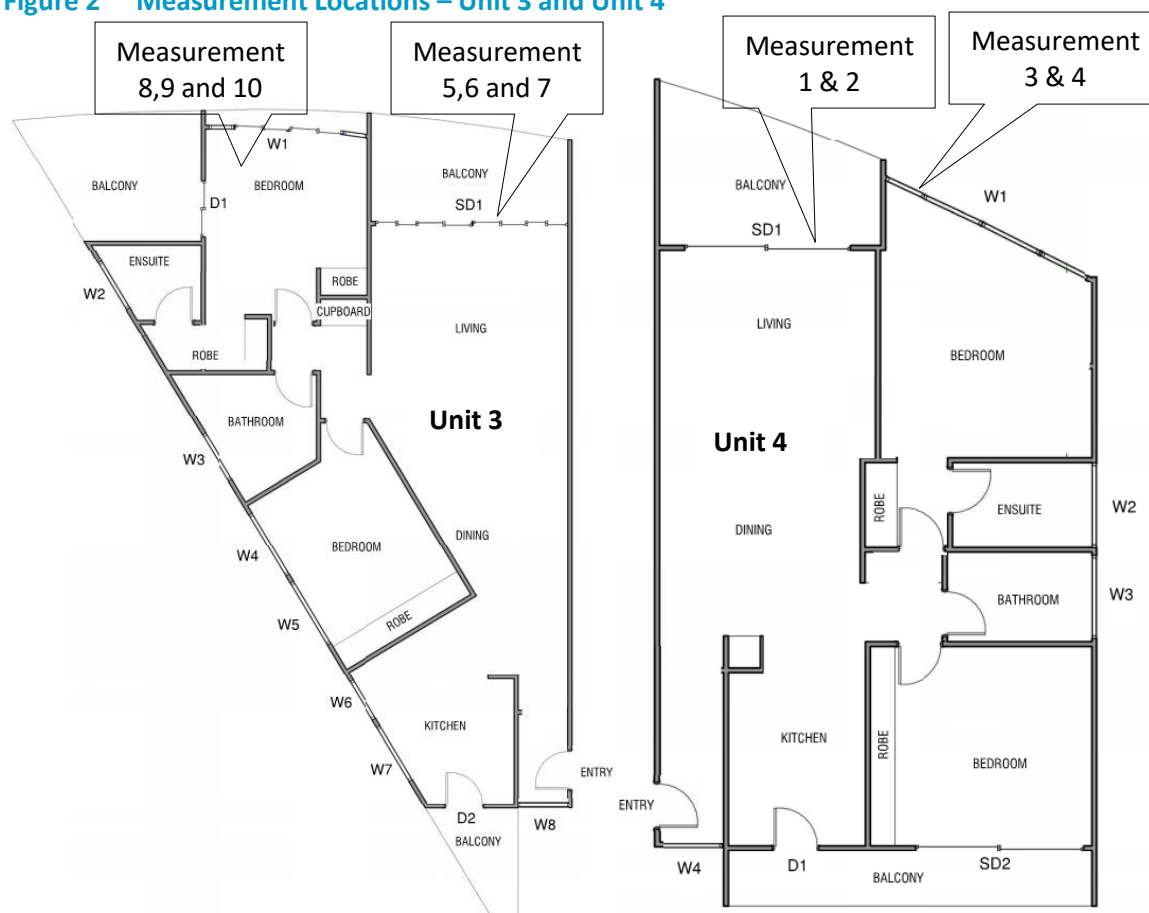 Figure 2 Measurement Locations – Unit 3 and Unit 4
Measurement
8,9 and 10
Measurement
5,6 and 7
Measurement
1 & 2
Measurement
3 & 4
W1
BALCONY
BEDROOM
D1
BALCONY
SD1
ENSUITE
W2
ROBE
CUPBOARD
ROBE
LIVING
BATHROOM
Unit 3
W3
W4
BEDROOM
DINING
W5
ROBE
W6
KITCHEN
W7
ENTRY
D2
W8
BALCONY
BALCONY
SD1
W1
LIVING
BEDROOM
Unit 4
ROBE
ENSUITE
W2
DINING
BATHROOM
W3
KITCHEN
ROBE
BEDROOM
ENTRY
W4
D1
SD2
BALCONY